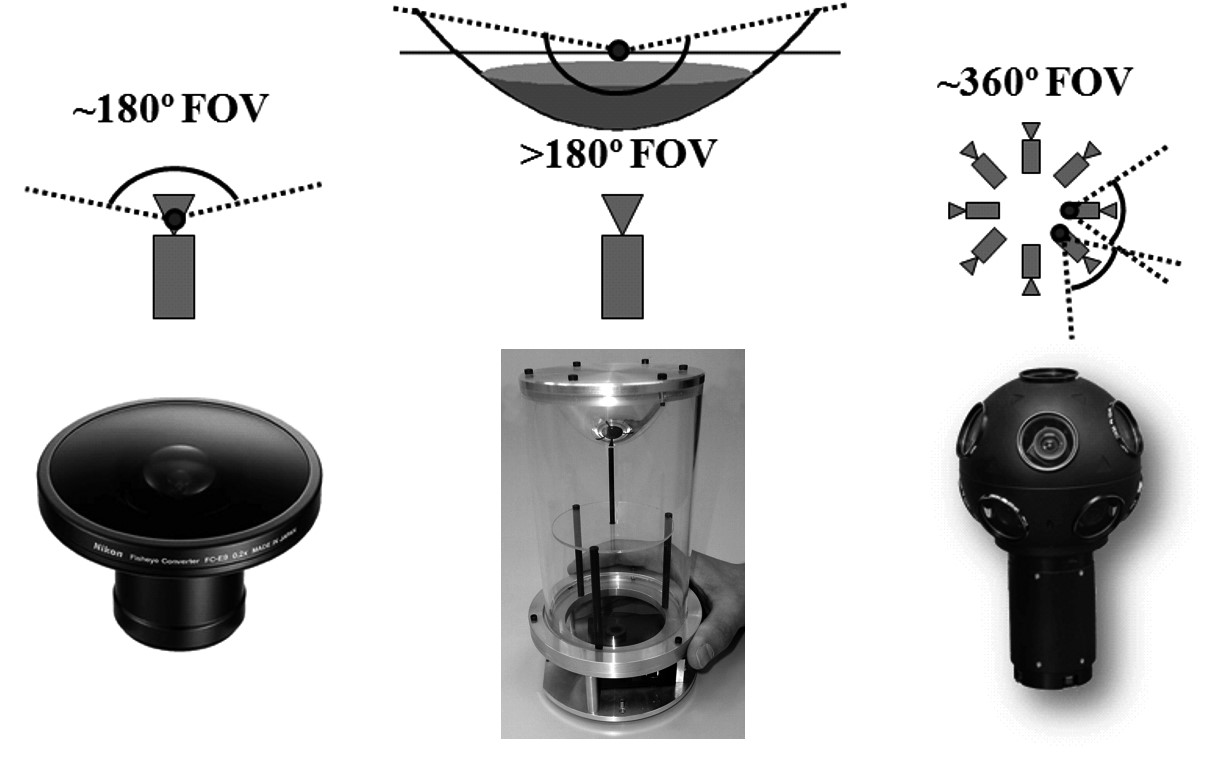 ~180º FOV
>180º FOV
~360º FOV
Nikon Fisheye Converter FC-E9 0.2x MADE IN JAPAN